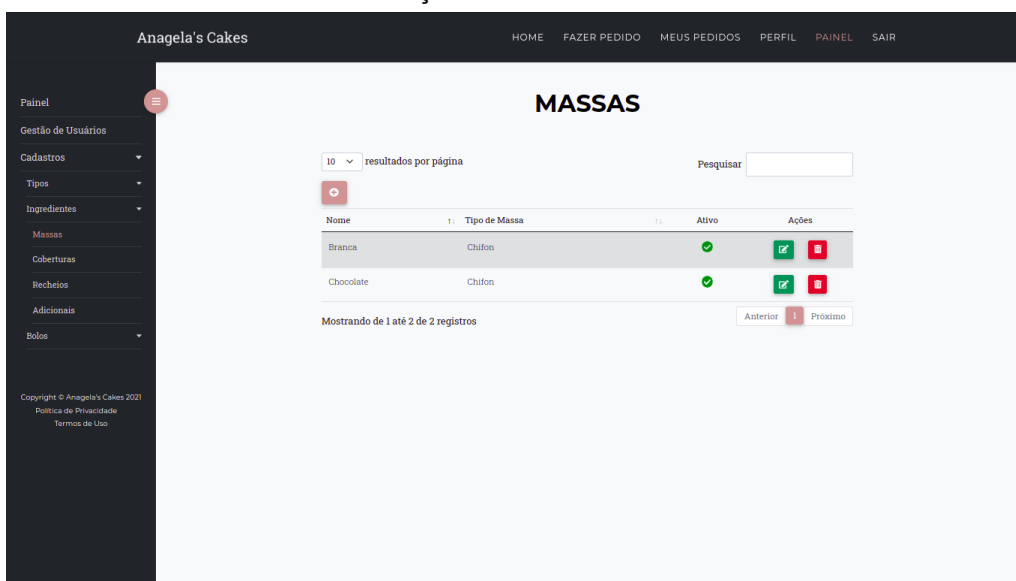 Anagela's Cakes HOME FAZER PEDIDO MEUS PEDIDOS PERFIL PAINEL SAIR
Painel
Gestão de Usuários
Cadastros
Tipos
Ingredientes
Massas
Coberturas
Recheios
Adicionais
Bolos
Copyright © Anagela's Cakes 2021
Política de Privacidade
Termos de Uso
MASSAS
10 resultados por página Pesquisar
Nome Tipo de Massa Ativo Ações
Branca Chifon
Chocolate Chifon
Mostrando de 1 até 2 de 2 registros Anterior 1 Próximo